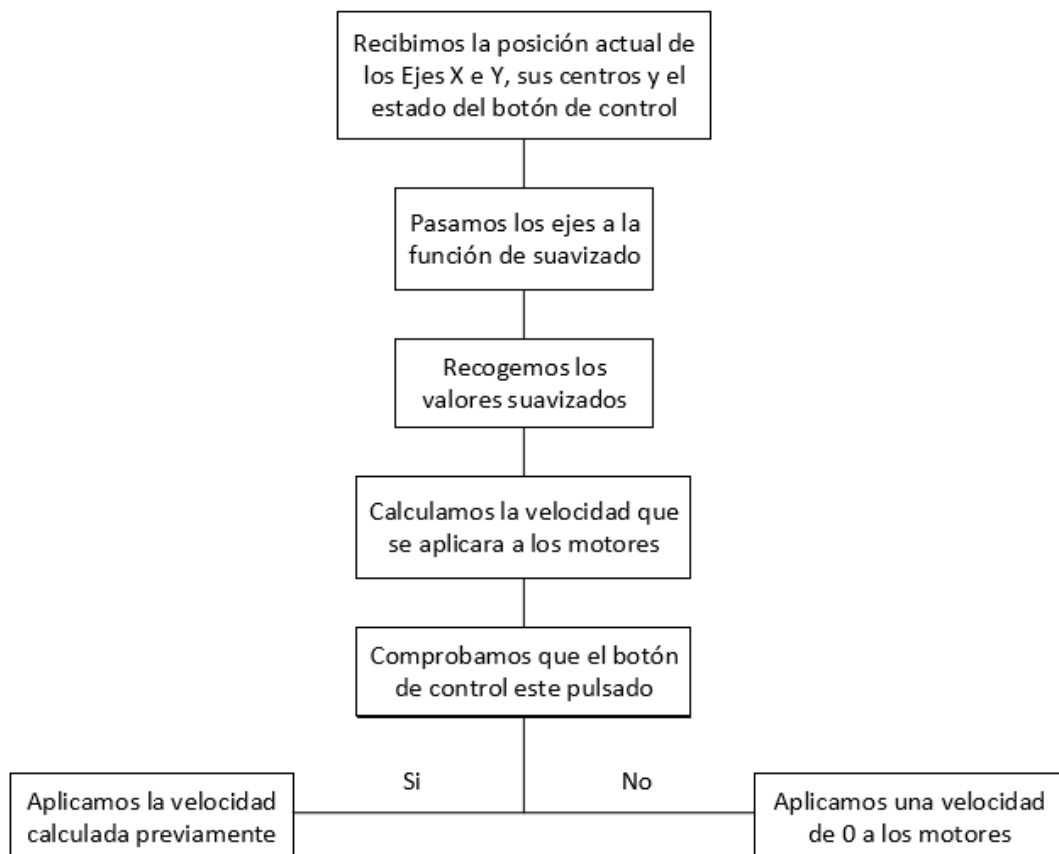 Recibimos la posición actual de
los Ejes X e Y, sus centros y el
estado del botón de control
Pasamos los ejes a la
función de suavizado
Recogemos los
valores suavizados
Calculamos la velocidad que
se aplicara a los motores
Comprobamos que el botón
de control este pulsado
Si
No
Aplicamos la velocidad
calculada previamente
Aplicamos una velocidad
de 0 a los motores